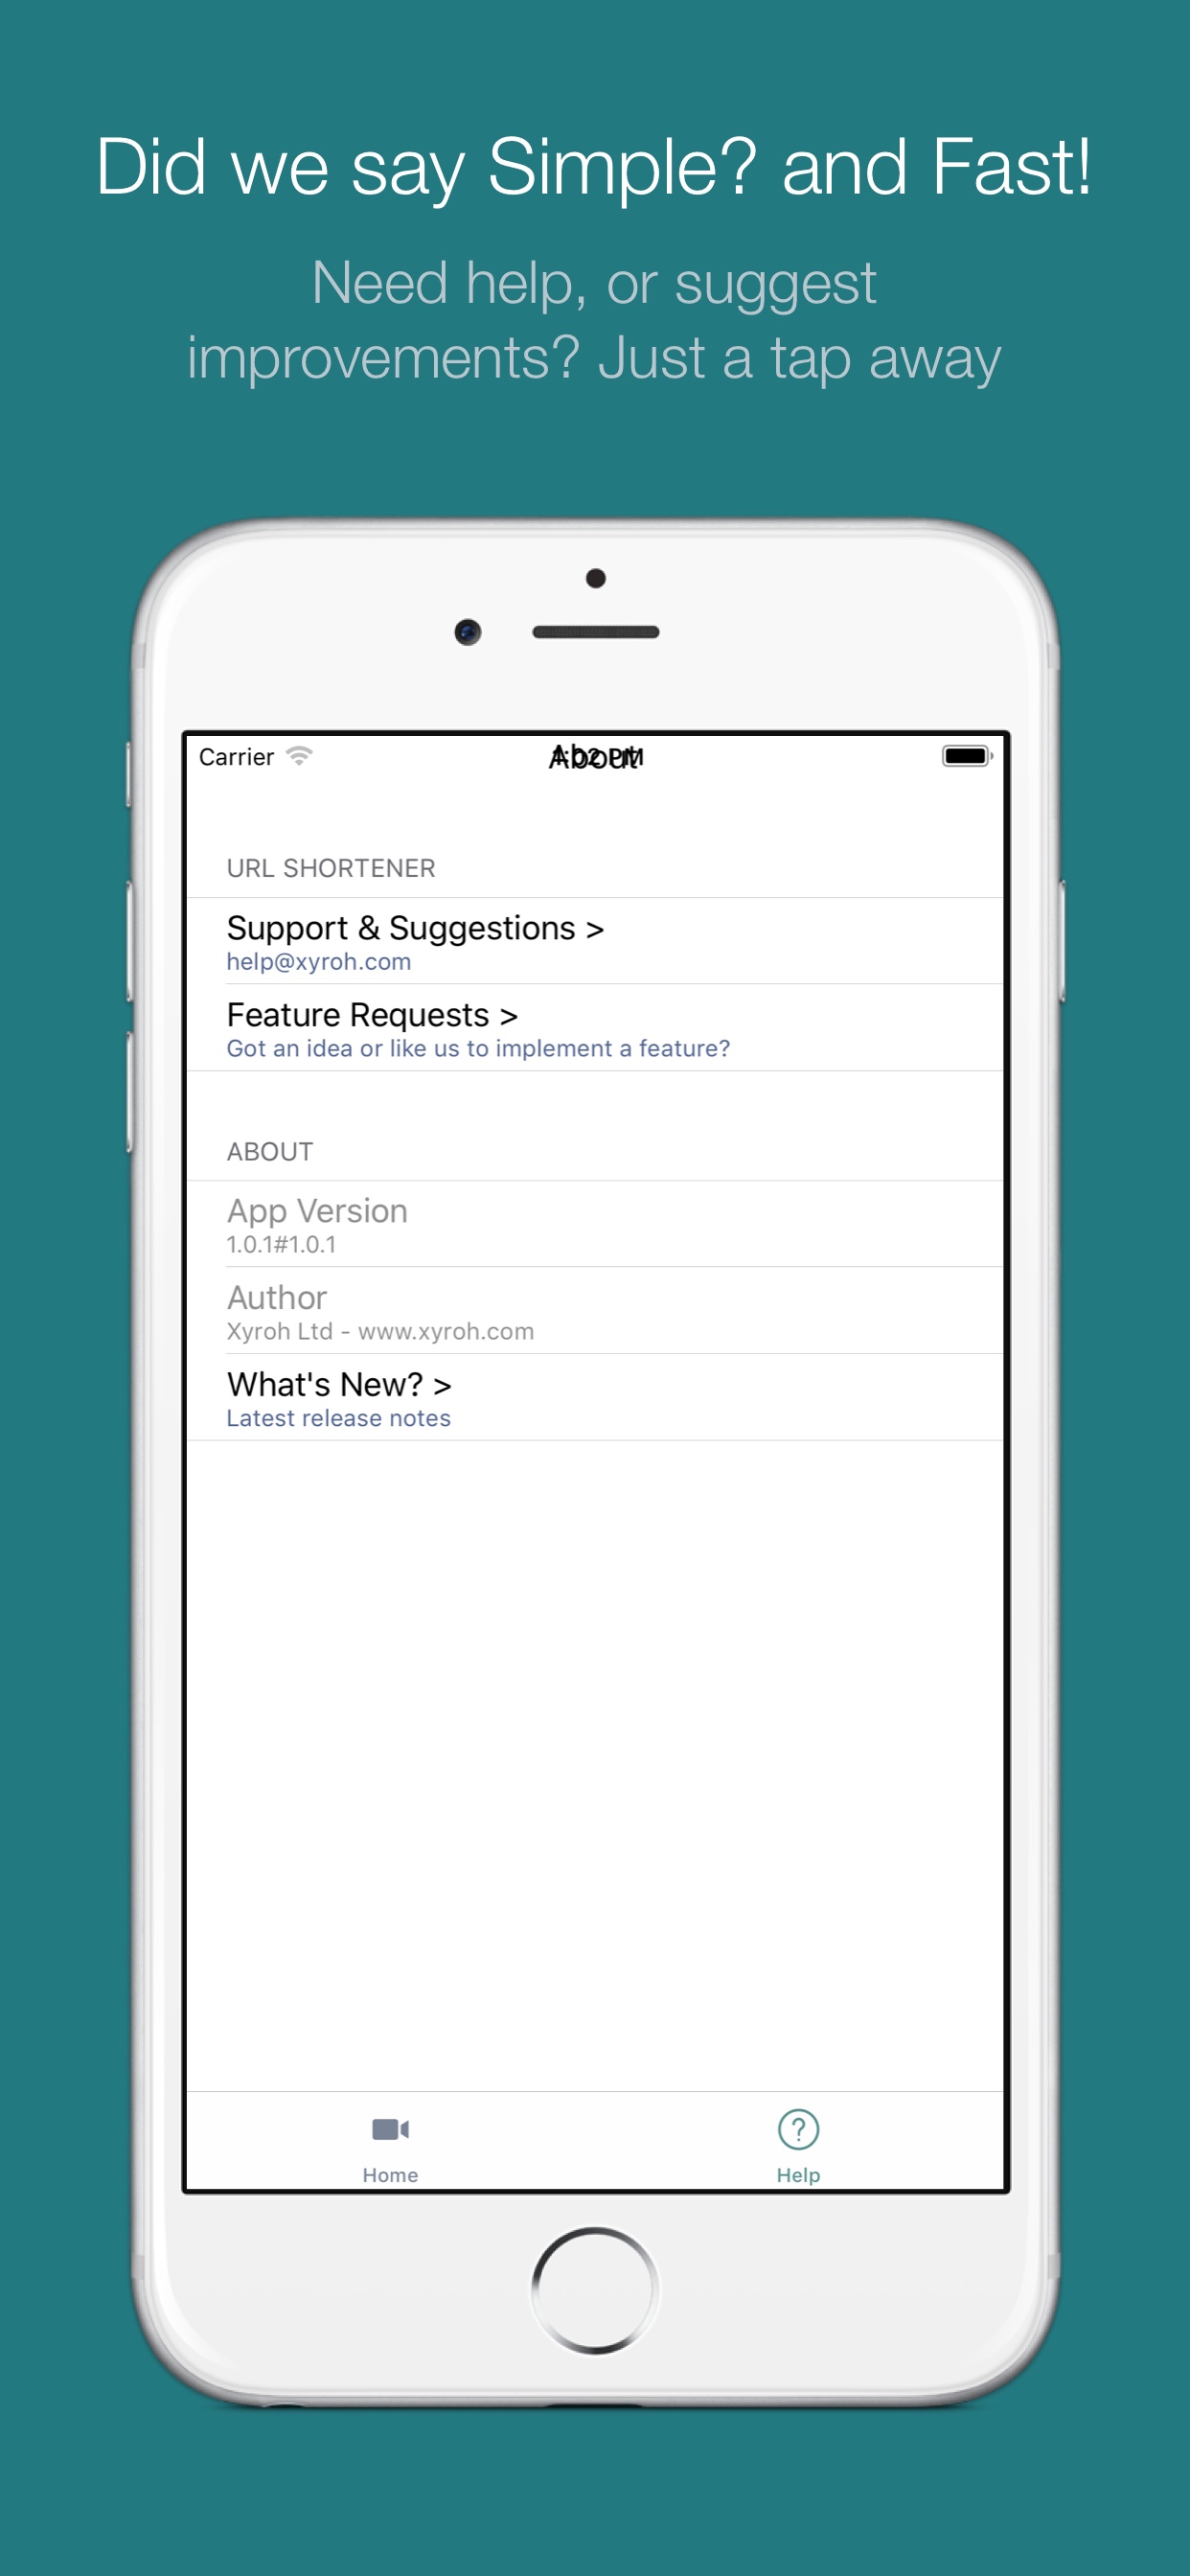 Did we say Simple? and Fast!
Need help, or suggest
improvements? Just a tap away
Carrier
About
URL SHORTENER
Support & Suggestions >
help@xyroh.com
Feature Requests >
Got an idea or like us to implement a feature?
ABOUT
App Version
1.0.1#1.0.1
Author
Xyroh Ltd - www.xyroh.com
What's New? >
Latest release notes
Home
Help